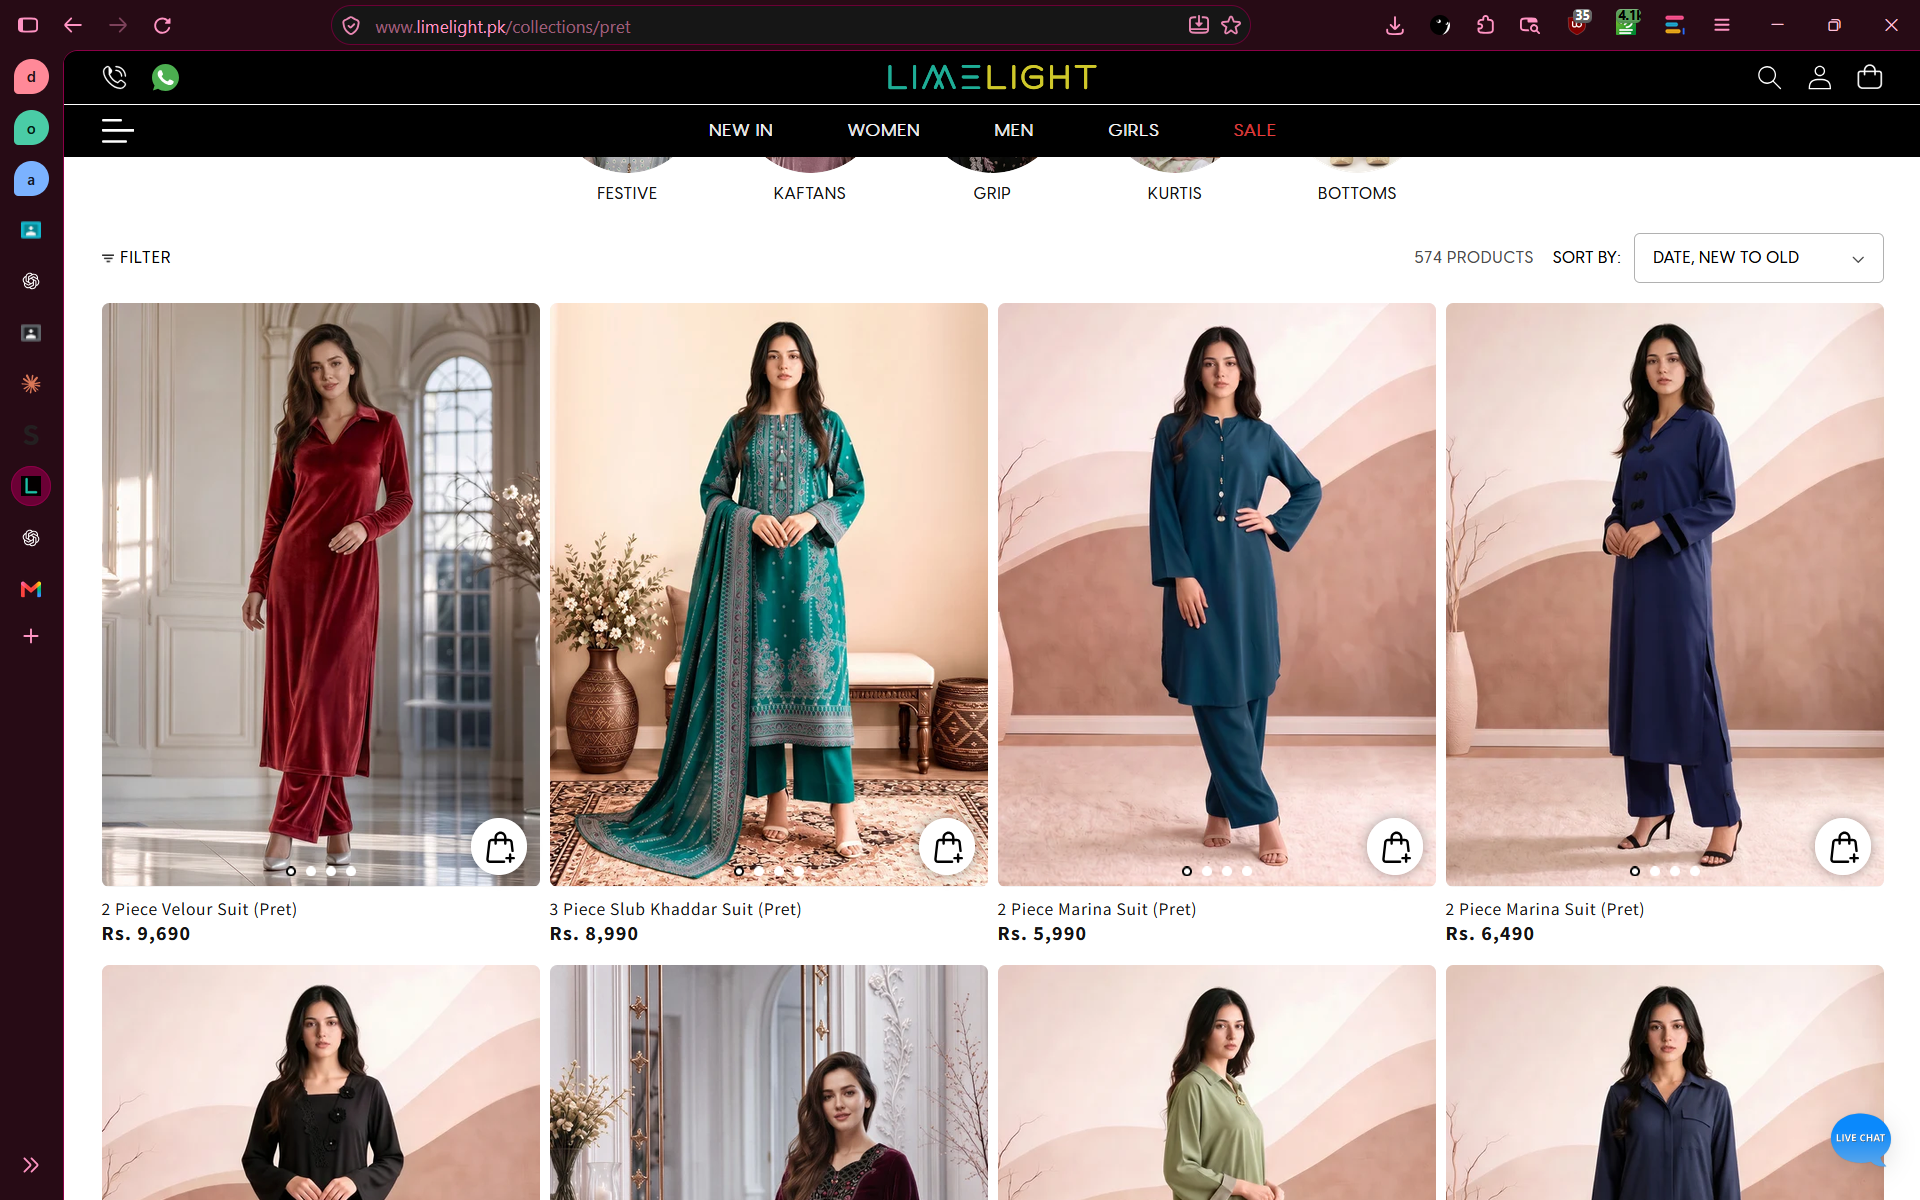 www.limelight.pk/collections/pret
35
4.1
d
LIMELIGHT
o
NEW IN
WOMEN
MEN
GIRLS
SALE
a
FESTIVE
KAFTANS
GRIP
KURTIS
BOTTOMS
FILTER
574 PRODUCTS
SORT BY:
DATE, NEW TO OLD
S
L
2 Piece Velour Suit (Pret)
Rs. 9,690
3 Piece Slub Khaddar Suit (Pret)
Rs. 8,990
2 Piece Marina Suit (Pret)
Rs. 5,990
2 Piece Marina Suit (Pret)
Rs. 6,490
LIVE CHAT